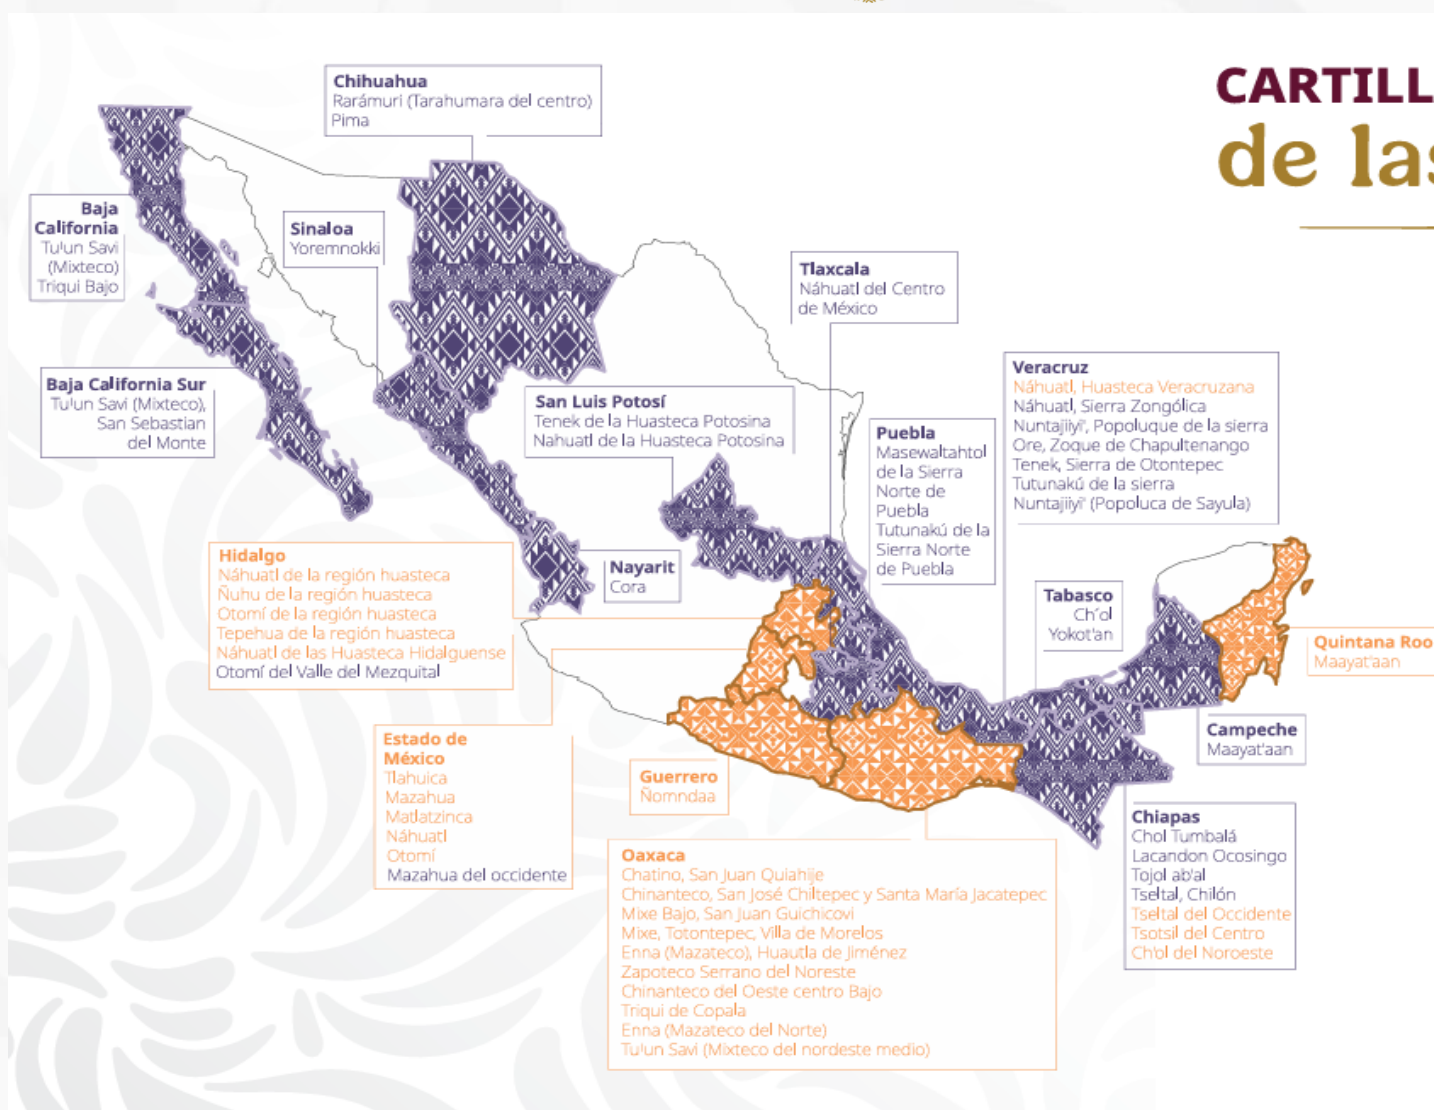 CARTILL
de las
Chihuahua
Rarámuri (Tarahumara del centro)
Pima
Baja
California
Tuꞌun Savi
(Mixteco)
Triqui Bajo
Sinaloa
Yoremnokki
Tlaxcala
Náhuatl del Centro
de México
Baja California Sur
Tuꞌun Savi (Mixteco),
San Sebastian
del Monte
San Luis Potosí
Tenek de la Huasteca Potosina
Nahuatl de la Huasteca Potosina
Puebla
Masewaltahtol
de la Sierra
Norte de
Puebla
Tutunakú de la
Sierra Norte
de Puebla
Veracruz
Náhuatl, Huasteca Veracruzana
Náhuatl, Sierra Zongólica
Nuntajiiyi', Popoluque de la sierra
Ore, Zoque de Chapultenango
Tenek, Sierra de Otontepec
Tutunakú de la sierra
Nuntajiiyi' (Popoluca de Sayula)
Hidalgo
Náhuatl de la región huasteca
Ñuhu de la región huasteca
Otomí de la región huasteca
Tepehua de la región huasteca
Náhuatl de las Huasteca Hidalguense
Otomí del Valle del Mezquital
Nayarit
Cora
Tabasco
Ch´ol
Yokot'an
Quintana Roo
Maayat'aan
Estado de
México
Tlahuica
Mazahua
Matlatzinca
Náhuatl
Otomí
Mazahua del occidente
Guerrero
Ñomndaa
Campeche
Maayat'aan
Oaxaca
Chatino, San Juan Quiahije
Chinanteco, San José Chiltepec y Santa María Jacatepec
Mixe Bajo, San Juan Guichicovi
Mixe, Totontepec, Villa de Morelos
Enna (Mazateco), Huautla de Jiménez
Zapoteco Serrano del Noreste
Chinanteco del Oeste centro Bajo
Triqui de Copala
Enna (Mazateco del Norte)
Tuꞌun Savi (Mixteco del nordeste medio)
Chiapas
Chol Tumbalá
Lacandon Ocosingo
Tojol ab'al
Tseltal, Chilón
Tseltal del Occidente
Tsotsil del Centro
Ch'ol del Noroeste